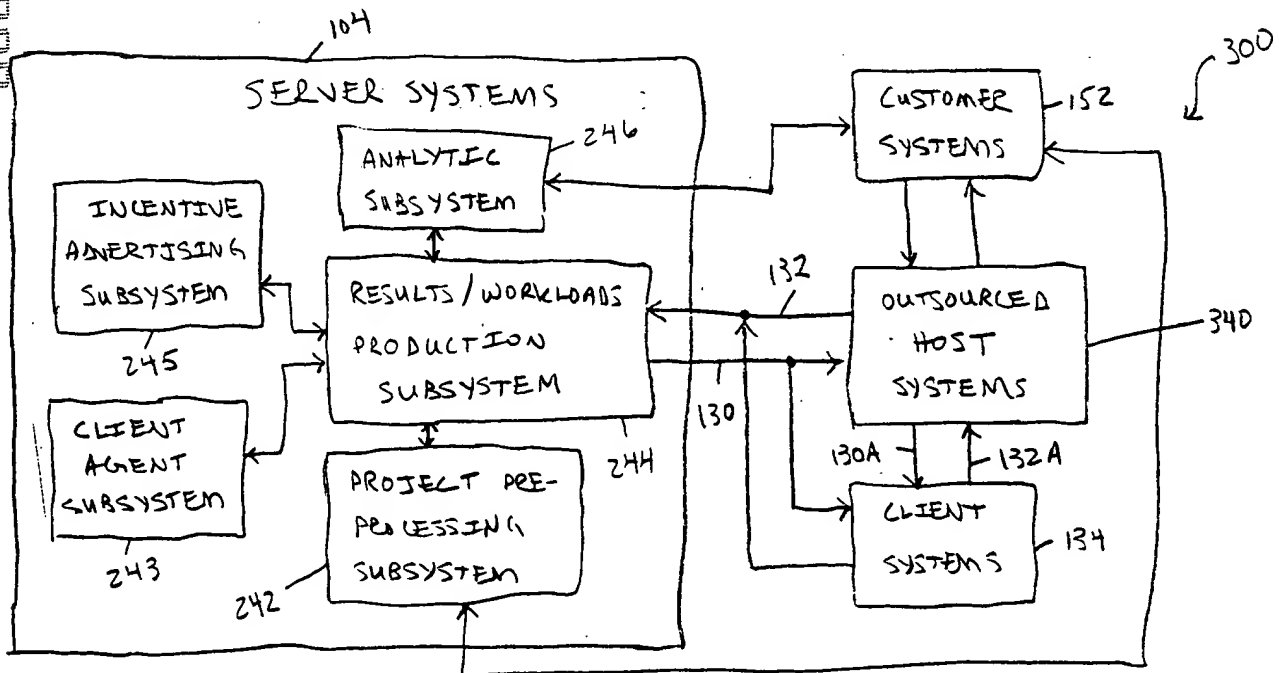 104
300
SERVER SYSTEMS
CUSTOMER
SYSTEMS
152
246
ANALYTIC
SUBSYSTEM
INCENTIVE
ADVERTISING
SUBSYSTEM
245
RESULTS/WORKLOADS
PRODUCTION
SUBSYSTEM
244
132
130
OUTSOURCED
HOST
SYSTEMS
340
CLIENT
AGENT
SUBSYSTEM
243
PROJECT PRE-
PROCESSING
SUBSYSTEM
242
130A
132A
CLIENT
SYSTEMS
134